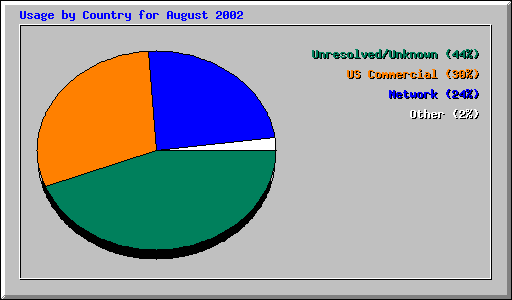 Usage by Country for August 2002
Unresolved/Unknown (44%)
US Commercial (30%)
Network (24%)
Other (2%)